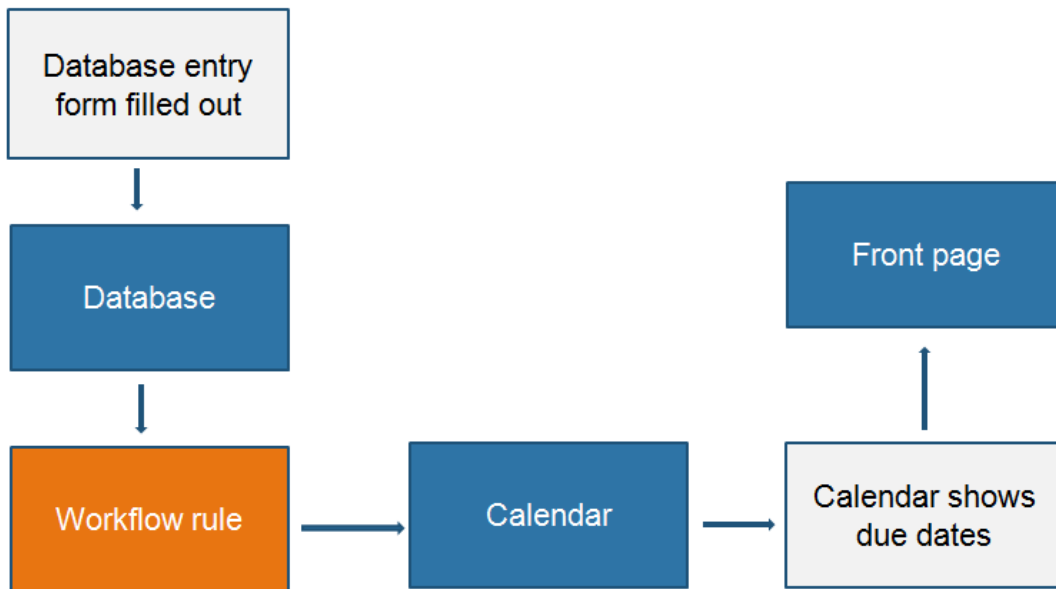 Database entry
form filled out
Database
Workflow rule
Calendar
Calendar shows
due dates
Front page